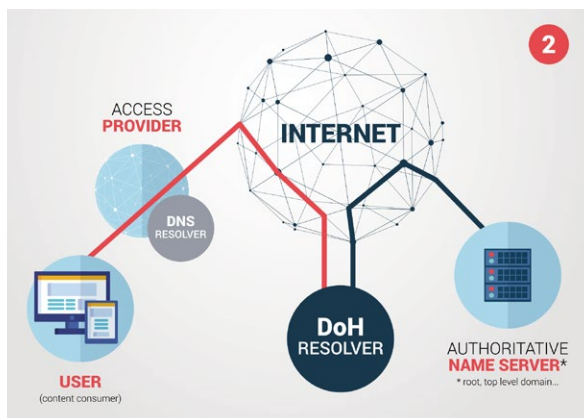 2
ACCESS
PROVIDER
INTERNET
DNS
RESOLVER
DoH
RESOLVER
USER
(content consumer)
AUTHORITATIVE
NAME SERVER*
* root, top level domain...